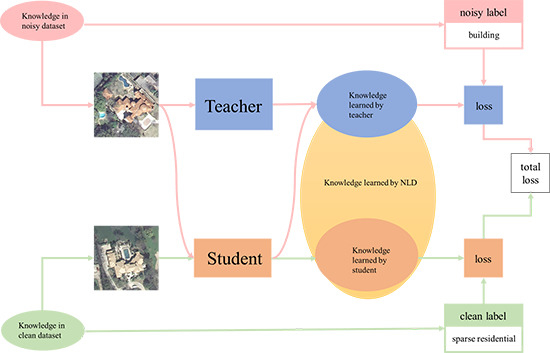 Knowledge in
noisy dataset
noisy label
building
Teacher
Knowledge
learned by
teacher
loss
total
loss
Knowledge learned by NLD
Student
Knowledge
learned by
student
loss
Knowledge in
clean dataset
clean label
sparse residential